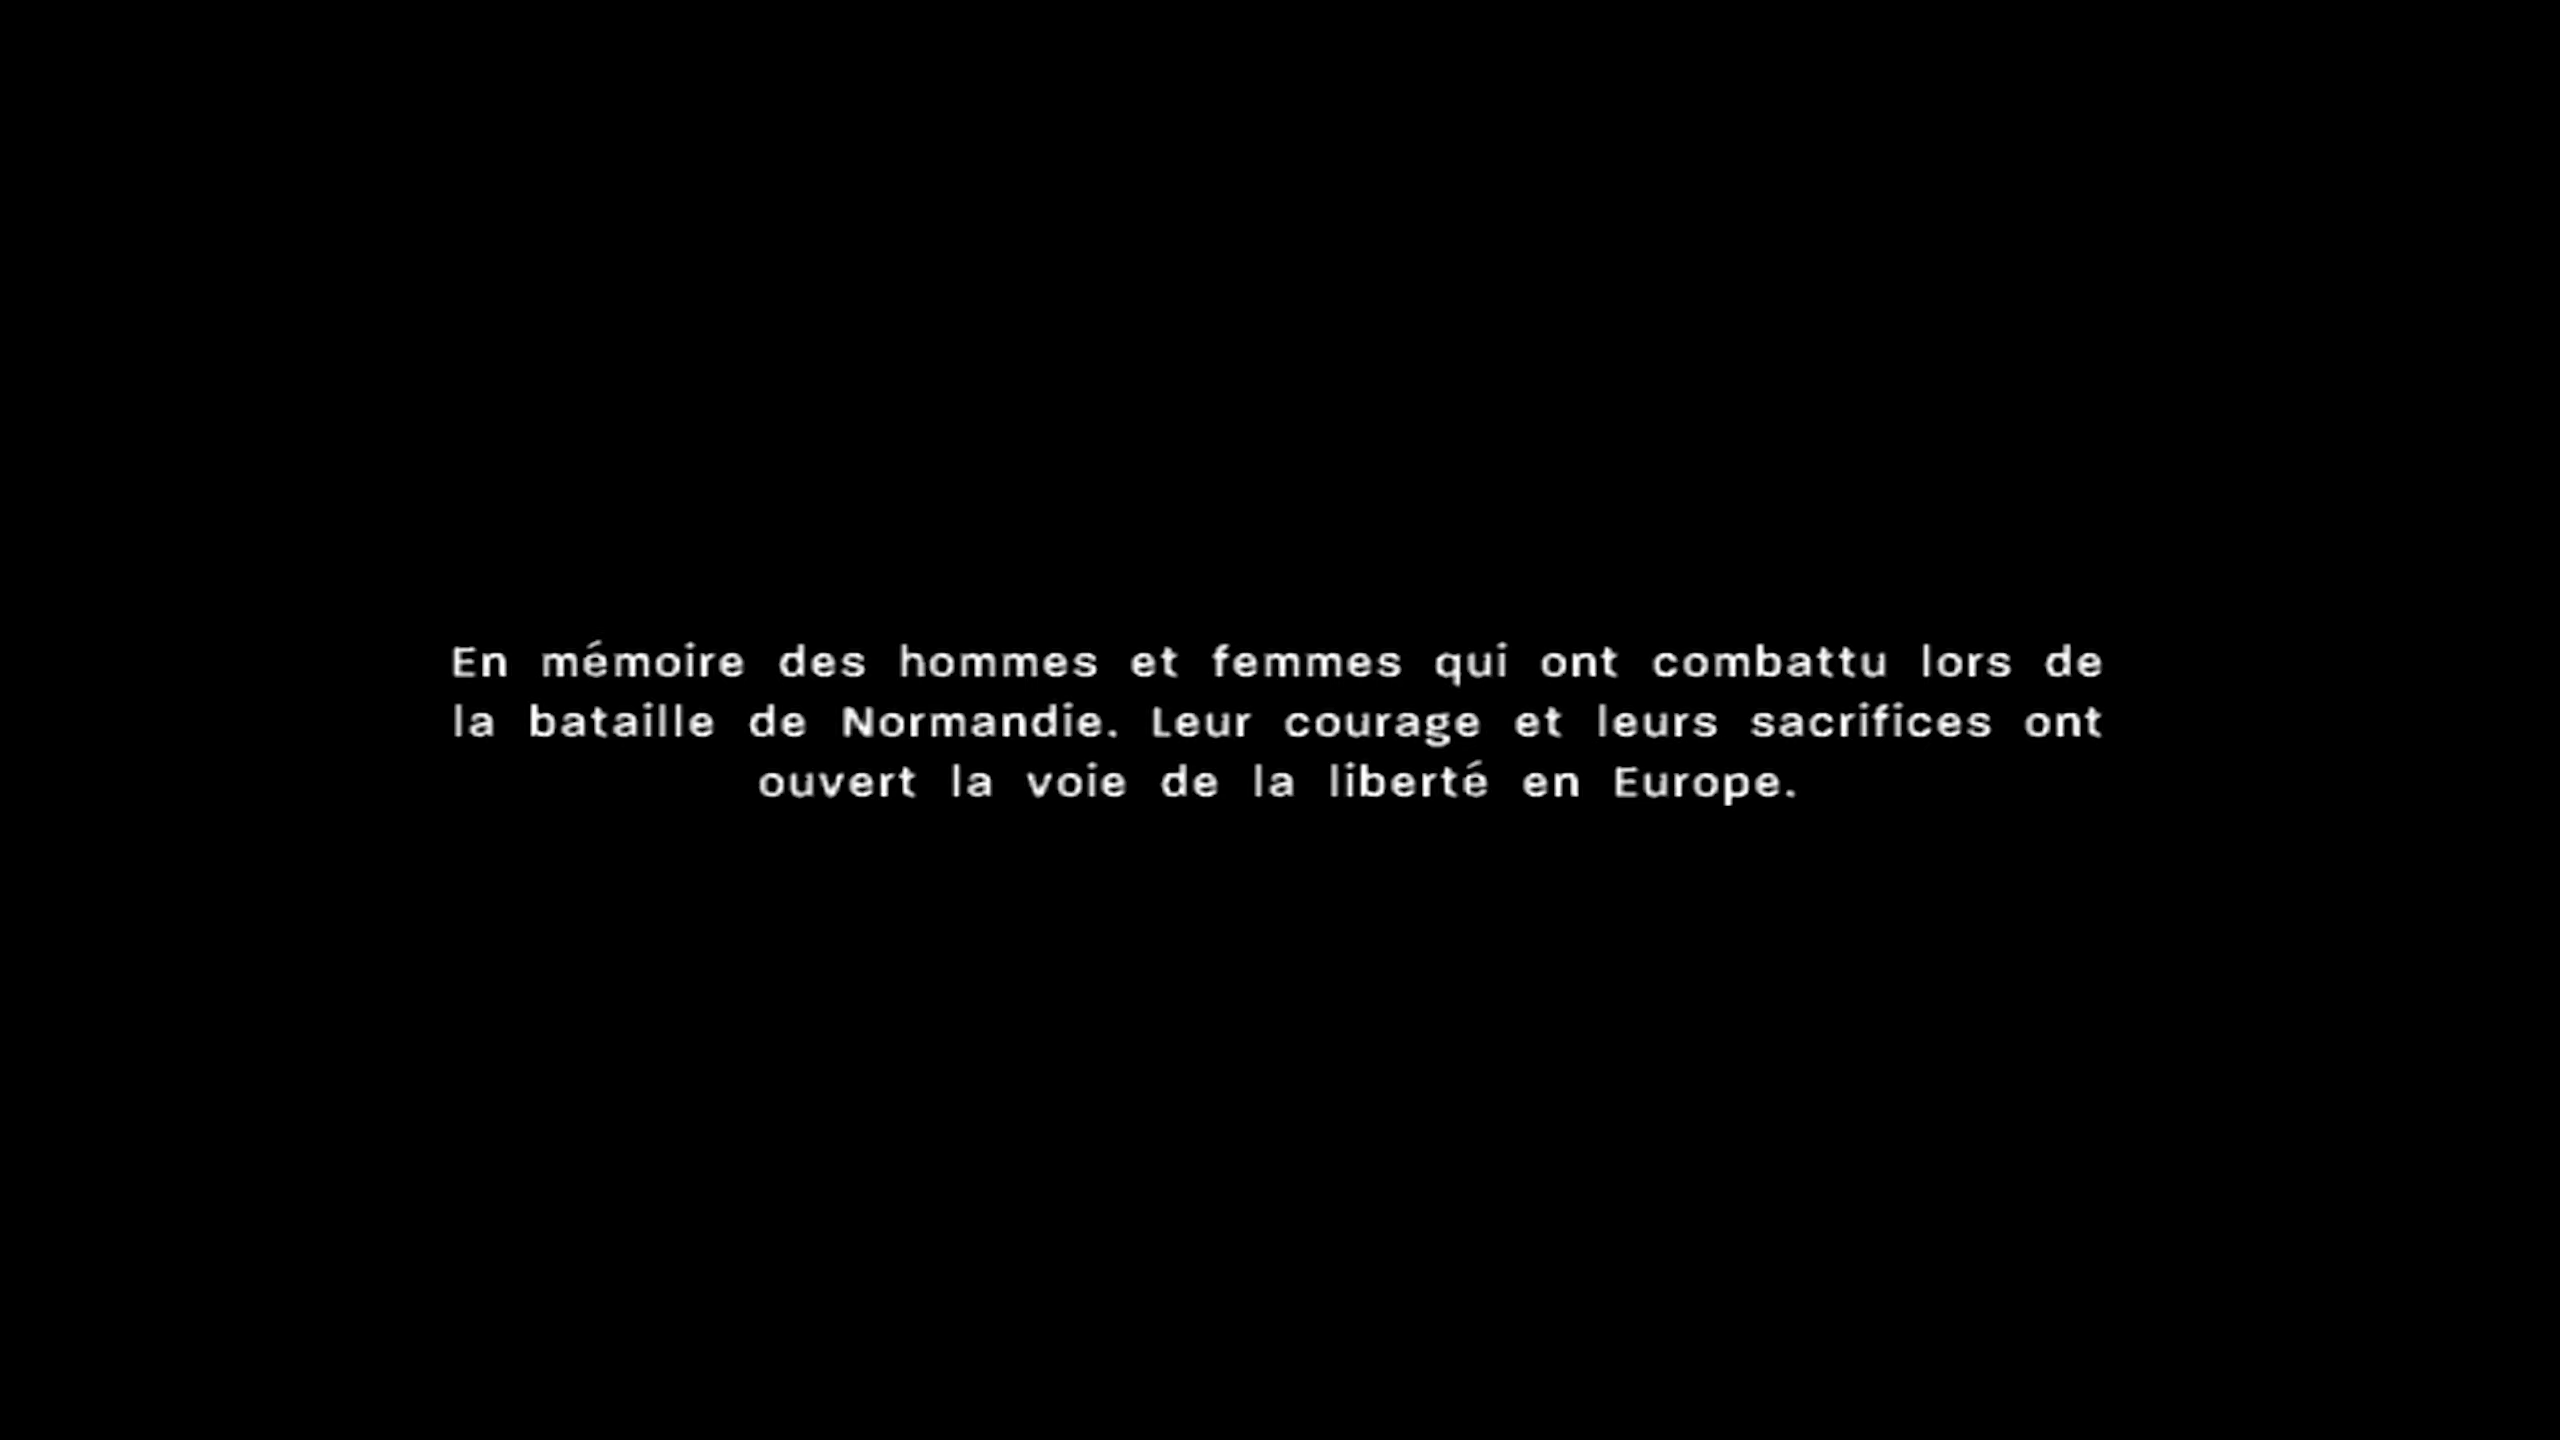 En mémoire des hommes et femmes qui ont combattu lors de
la bataille de Normandie. Leur courage et leurs sacrifices ont
ouvert la voie de la liberté en Europe.